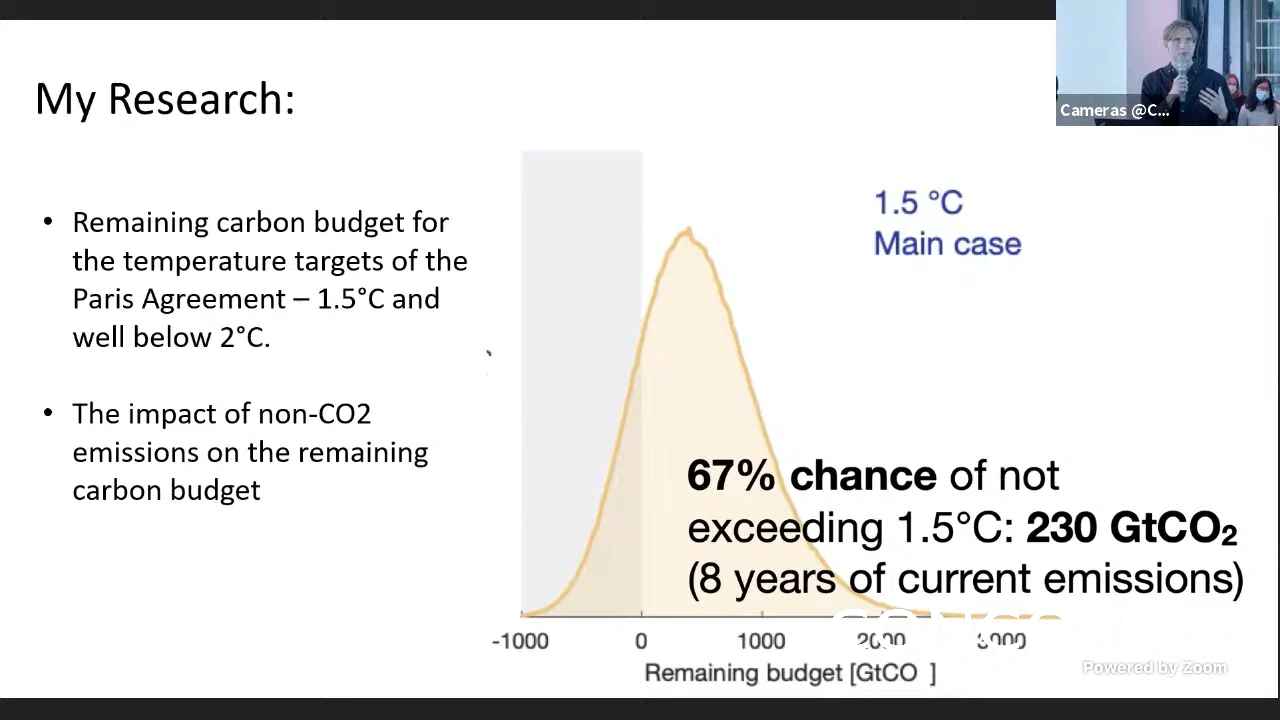 My Research:
Cameras @C...
• Remaining carbon budget for
the temperature targets of the
Paris Agreement – 1.5°C and
well below 2°C.
• The impact of non-CO2
emissions on the remaining
carbon budget
1.5 °C
Main case
67% chance of not
exceeding 1.5°C: 230 GtCO₂
(8 years of current emissions)
-1000 0 1000 2000 3000
Remaining budget [GtCO ]
Powered by Zoom